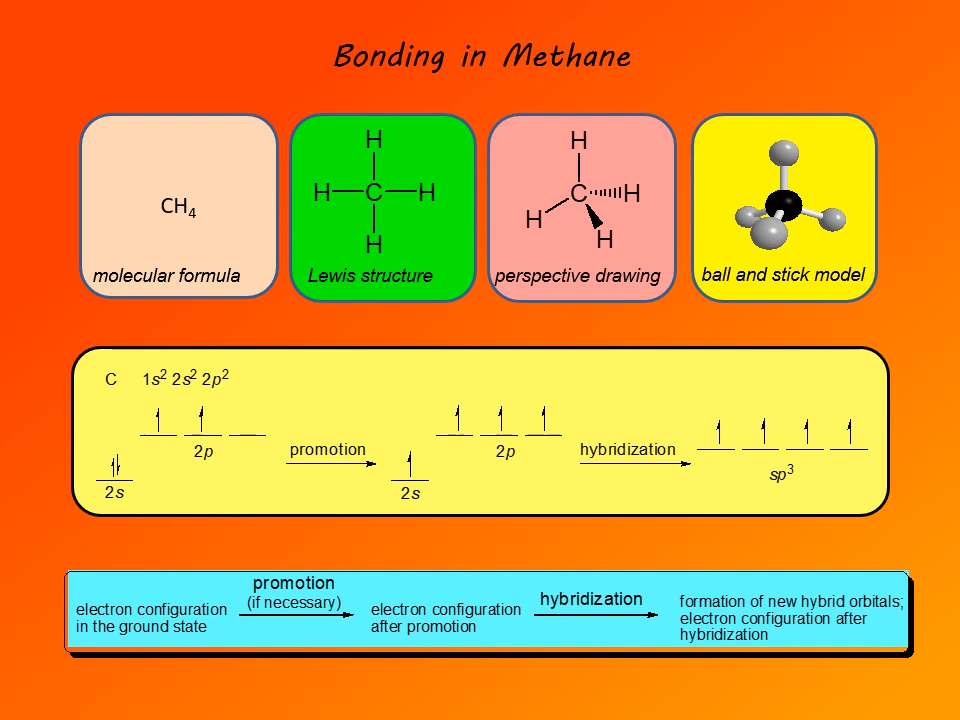 Bonding in Methane
CH4
molecular formula
H
H C H
H
Lewis structure
H
C H
H
H
perspective drawing
ball and stick model
C 1s2 2s2 2p2
2p
2s
promotion
2p
2s
hybridization
sp3
electron configuration
in the ground state
promotion
(if necessary)
electron configuration
after promotion
hybridization
formation of new hybrid orbitals;
electron configuration after
hybridization